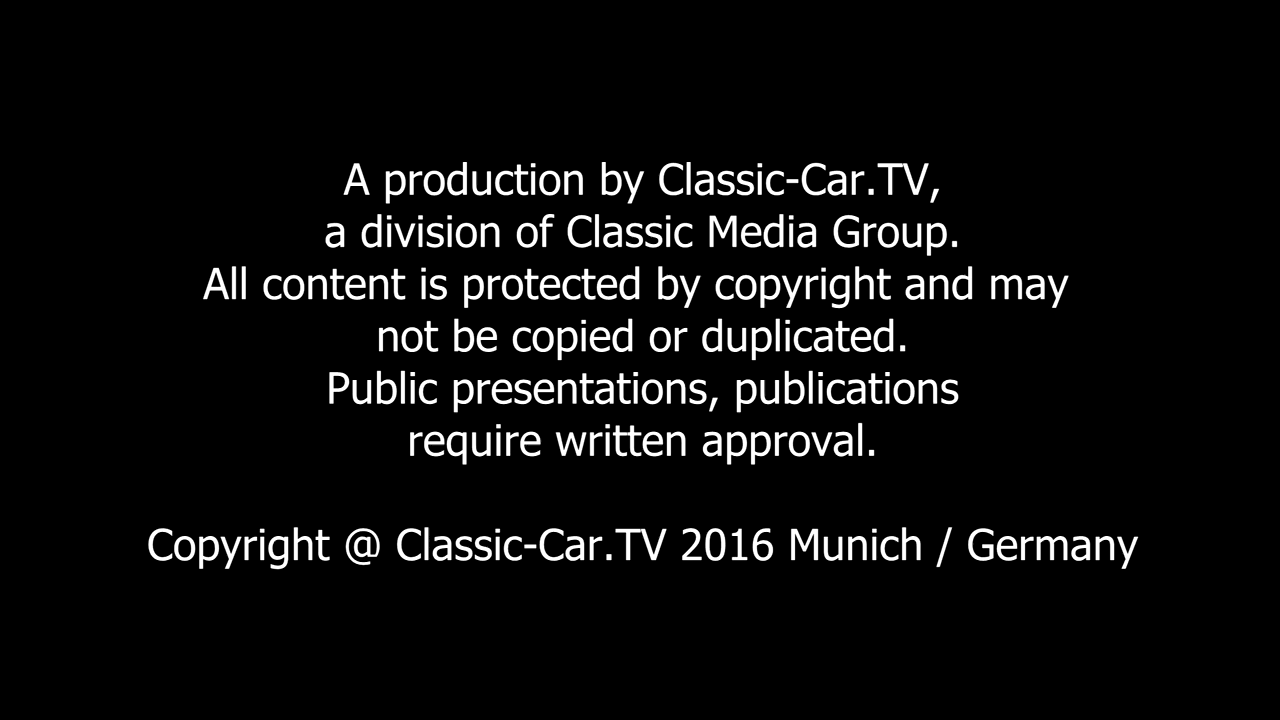 A production by Classic-Car.TV,
a division of Classic Media Group.
All content is protected by copyright and may
not be copied or duplicated.
Public presentations, publications
require written approval.
Copyright @ Classic-Car.TV 2016 Munich / Germany